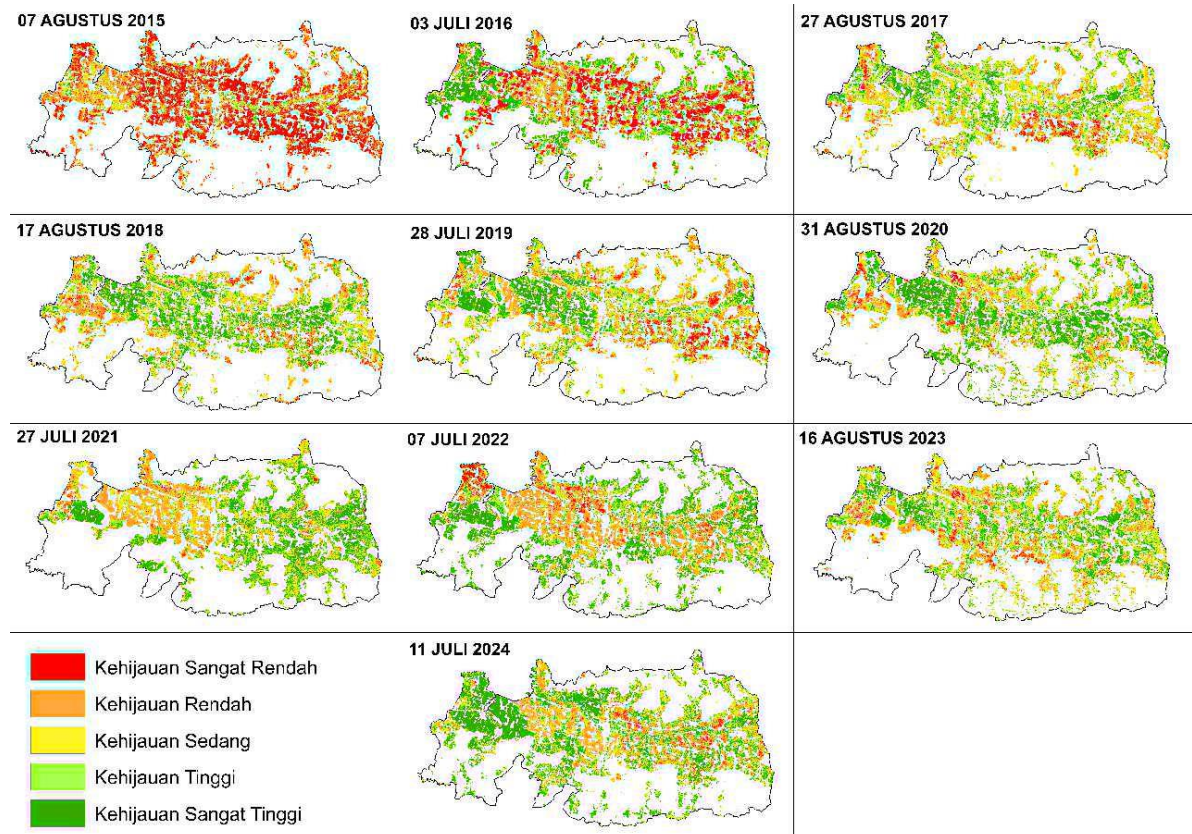 07 AGUSTUS 2015
03 JULI 2016
27 AGUSTUS 2017
17 AGUSTUS 2018
28 JULI 2019
31 AGUSTUS 2020
27 JULI 2021
07 JULI 2022
16 AGUSTUS 2023
11 JULI 2024
Kehijauan Sangat Rendah
Kehijauan Rendah
Kehijauan Sedang
Kehijauan Tinggi
Kehijauan Sangat Tinggi